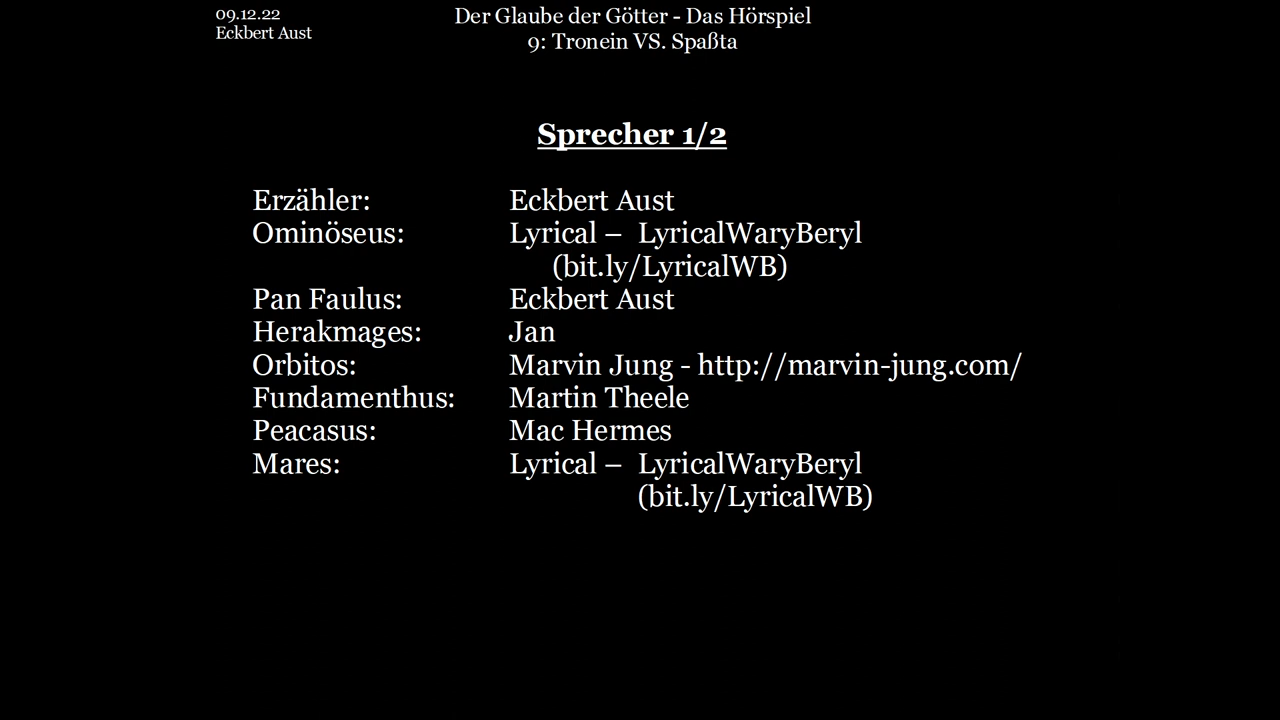 09.12.22
Eckbert Aust
Der Glaube der Götter - Das Hörspiel
9: Tronein VS. Spaßta
Sprecher 1/2
Erzähler: Eckbert Aust
Ominöseus: Lyrical – LyricalWaryBeryl
(bit.ly/LyricalWB)
Pan Faulus: Eckbert Aust
Herakmages: Jan
Orbitos: Marvin Jung - http://marvin-jung.com/
Fundamenthus: Martin Theele
Peacasus: Mac Hermes
Mares: Lyrical – LyricalWaryBeryl
(bit.ly/LyricalWB)